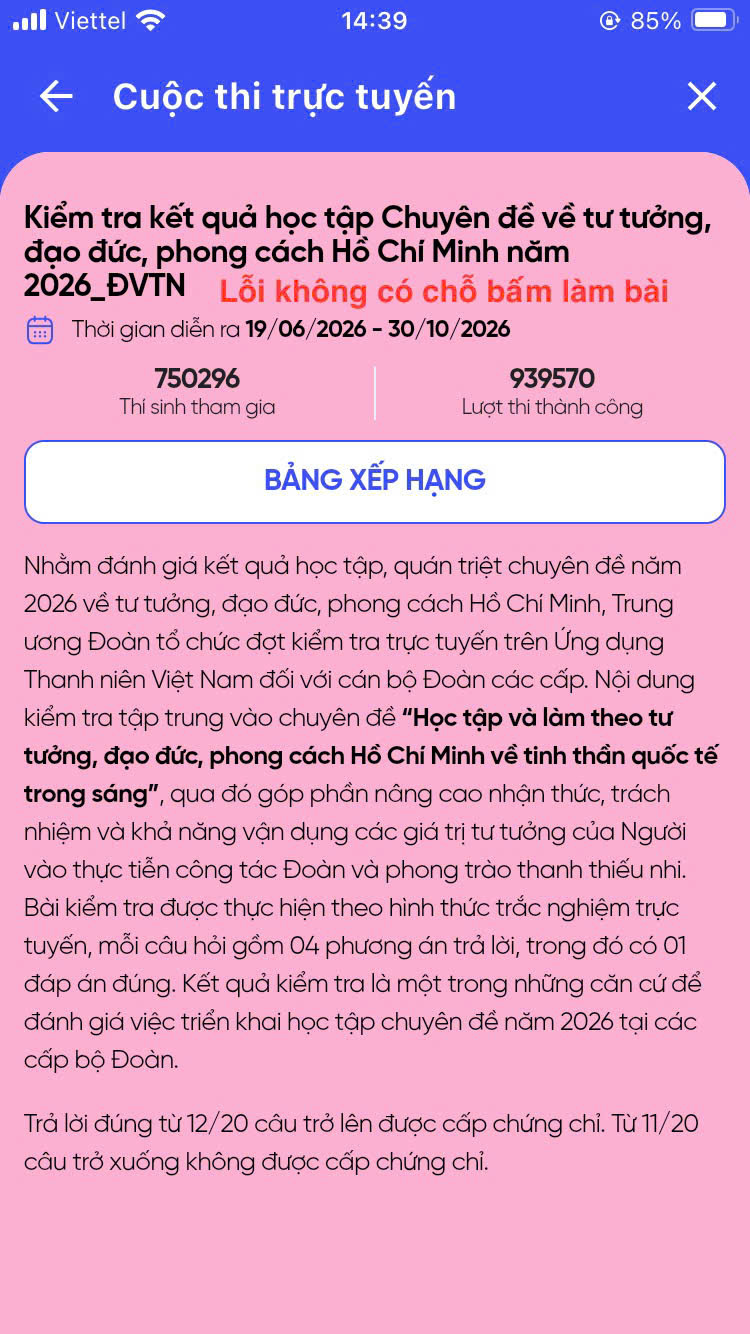 Viettel 14:39 85%
Cuộc thi trực tuyến
Kiểm tra kết quả học tập Chuyên đề về tư tưởng,
đạo đức, phong cách Hồ Chí Minh năm
2026_ĐVTN Lỗi không có chỗ bấm làm bài
Thời gian diễn ra 19/06/2026 - 30/10/2026
750296 939570
Thí sinh tham gia Lượt thi thành công
BẢNG XẾP HẠNG
Nhằm đánh giá kết quả học tập, quán triệt chuyên đề năm
2026 về tư tưởng, đạo đức, phong cách Hồ Chí Minh, Trung
ương Đoàn tổ chức đợt kiểm tra trực tuyến trên Ứng dụng
Thanh niên Việt Nam đối với cán bộ Đoàn các cấp. Nội dung
kiểm tra tập trung vào chuyên đề “Học tập và làm theo tư
tưởng, đạo đức, phong cách Hồ Chí Minh về tinh thần quốc tế
trong sáng”, qua đó góp phần nâng cao nhận thức, trách
nhiệm và khả năng vận dụng các giá trị tư tưởng của Người
vào thực tiễn công tác Đoàn và phong trào thanh thiếu nhi.
Bài kiểm tra được thực hiện theo hình thức trắc nghiệm trực
tuyến, mỗi câu hỏi gồm 04 phương án trả lời, trong đó có 01
đáp án đúng. Kết quả kiểm tra là một trong những căn cứ để
đánh giá việc triển khai học tập chuyên đề năm 2026 tại các
cấp bộ Đoàn.
Trả lời đúng từ 12/20 câu trở lên được cấp chứng chỉ. Từ 11/20
câu trở xuống không được cấp chứng chỉ.